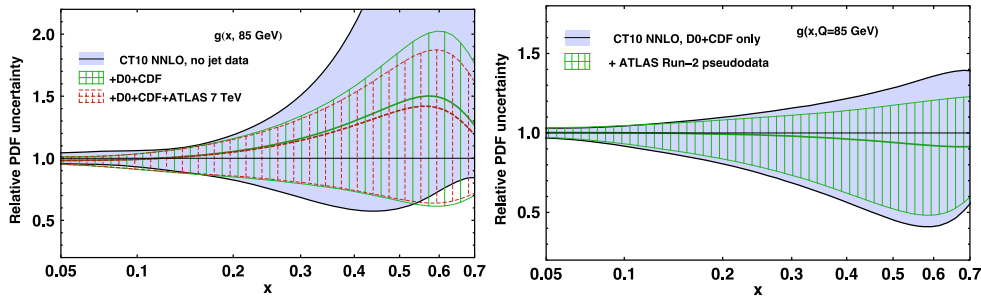 g(x, 85 GeV)
CT10 NNLO, no jet data
+D0+CDF
+D0+CDF+ATLAS 7 TeV
Relative PDF uncertainty
2.0
1.5
1.0
0.5
0.05 0.1 0.2 0.3 0.4 0.5 0.6 0.7
x
g(x,Q=85 GeV)
CT10 NNLO, D0+CDF only
+ ATLAS Run-2 pseudodata
Relative PDF uncertainty
1.5
1.0
0.5
0.05 0.1 0.2 0.3 0.4 0.5 0.6 0.7
x